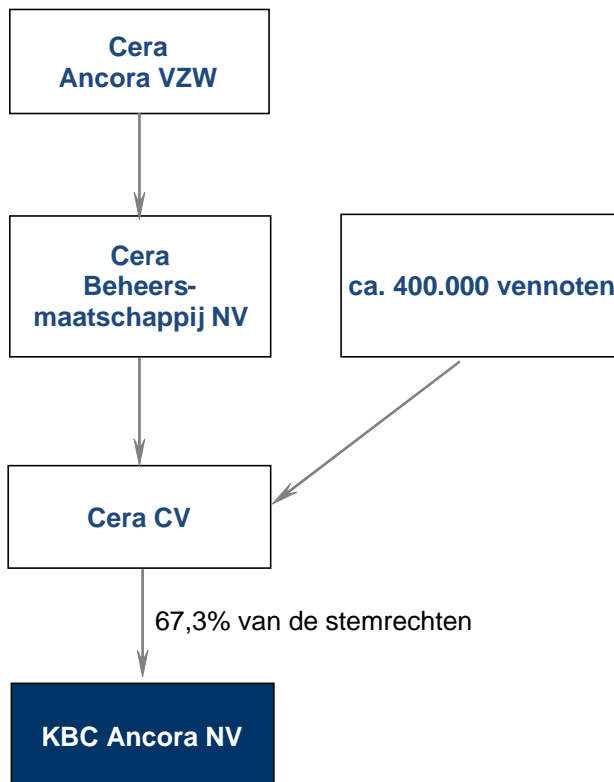 Cera
Ancora VZW
Cera
Beheers-
maatschappij NV
ca. 400.000 vennoten
Cera CV
67,3% van de stemrechten
KBC Ancora NV